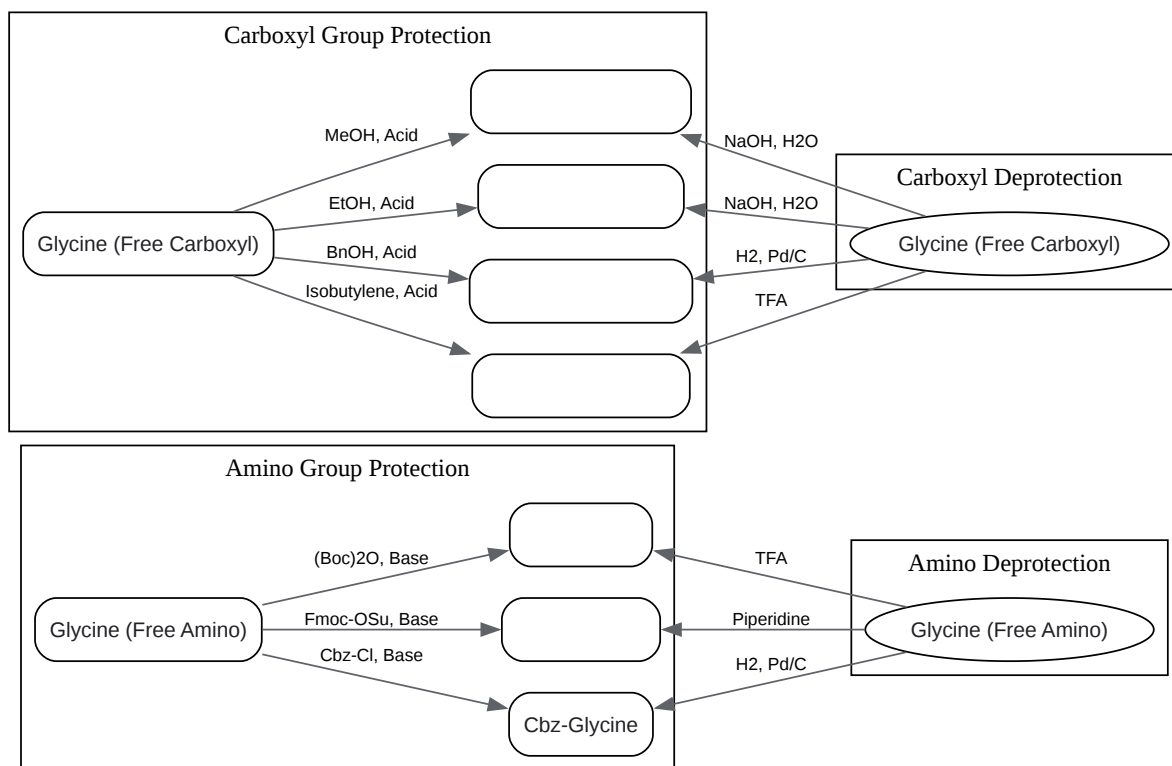 Carboxyl Group Protection
MeOH, Acid
NaOH, H2O
Carboxyl Deprotection
EtOH, Acid
NaOH, H2O
Glycine (Free Carboxyl)
Glycine (Free Carboxyl)
BnOH, Acid
H2, Pd/C
Isobutylene, Acid
TFA
Amino Group Protection
(Boc)2O, Base
TFA
Amino Deprotection
Glycine (Free Amino)
Fmoc-OSu, Base
Piperidine
Glycine (Free Amino)
Cbz-Cl, Base
H2, Pd/C
Cbz-Glycine